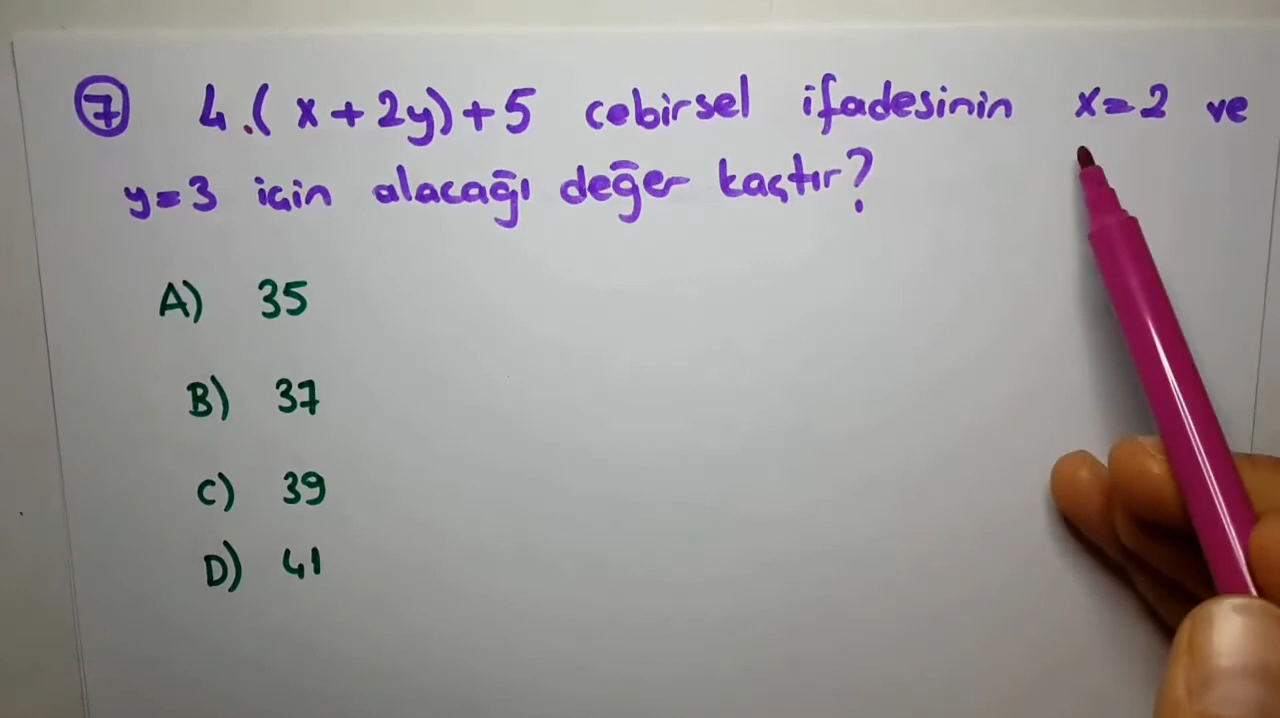 7 4.(x+2y)+5 cebirsel ifadesinin x=2 ve
y=3 için alacağı değer kaçtır?
A) 35
B) 37
C) 39
D) 41